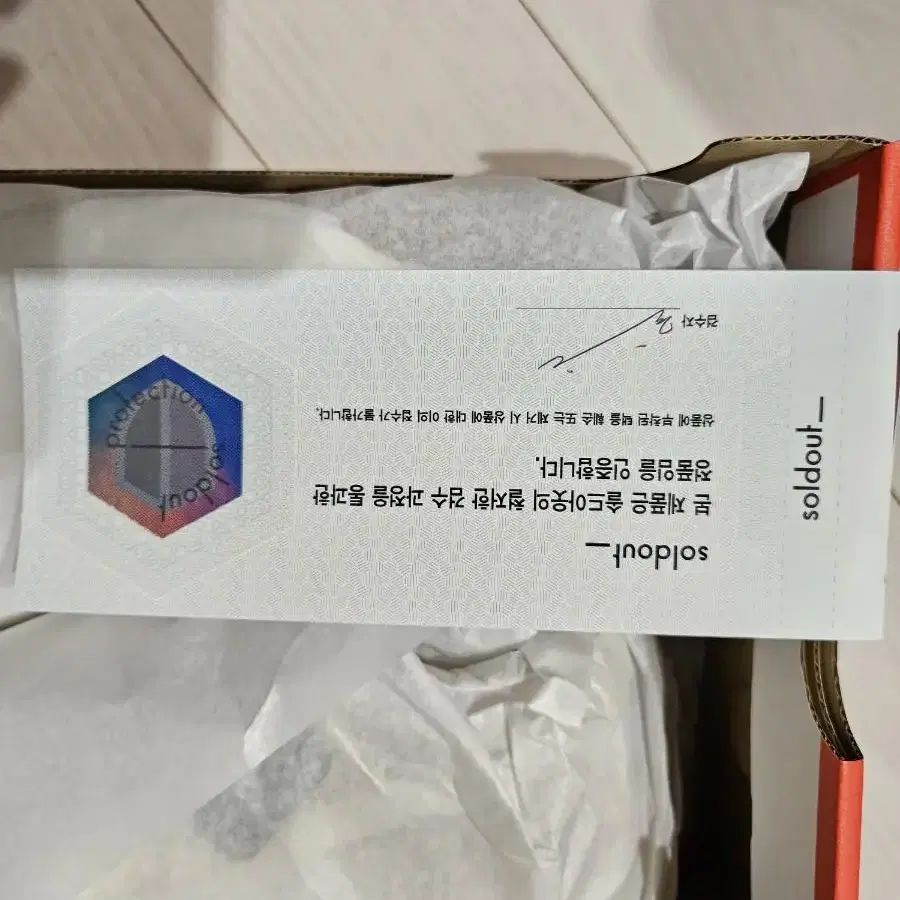 soldout_
본 제품은 솔드아웃의 철저한 검수 과정을 통과한
정품임을 인증합니다.
상품에 부착된 택을 훼손 또는 제거 시 상품에 대한 이의 접수가 불가합니다.
검수자
soldout
protection
soldout_